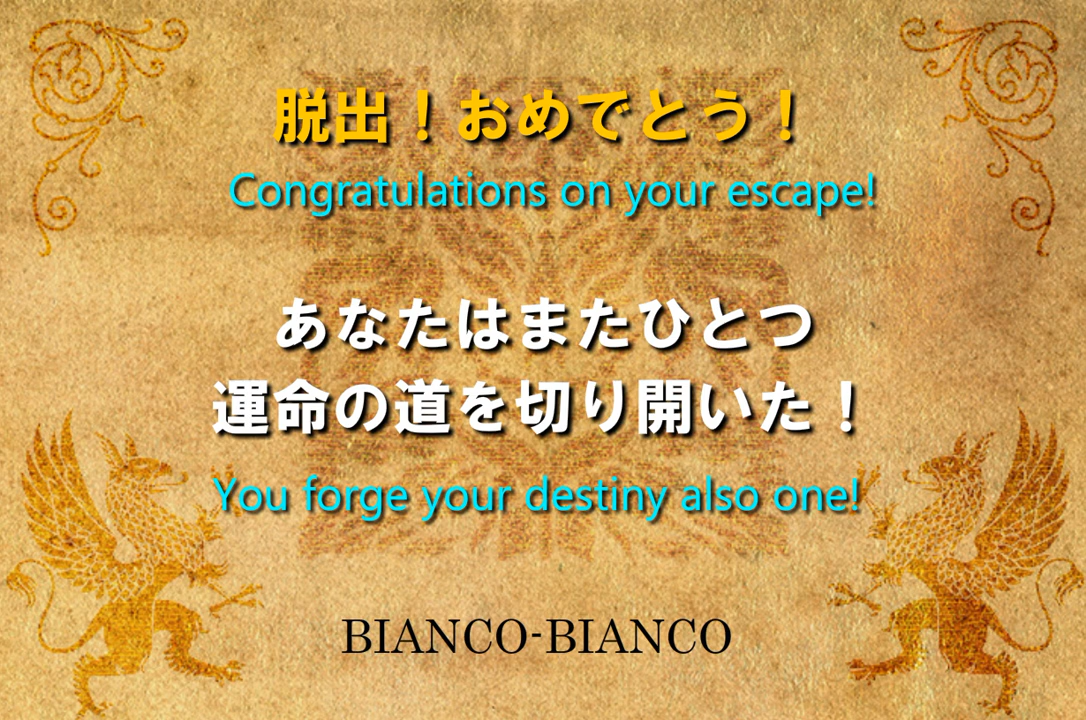 脱出！おめでとう！
Congratulations on your escape!
あなたはまたひとつ
運命の道を切り開いた！
You forge your destiny also one!
BIANCO-BIANCO